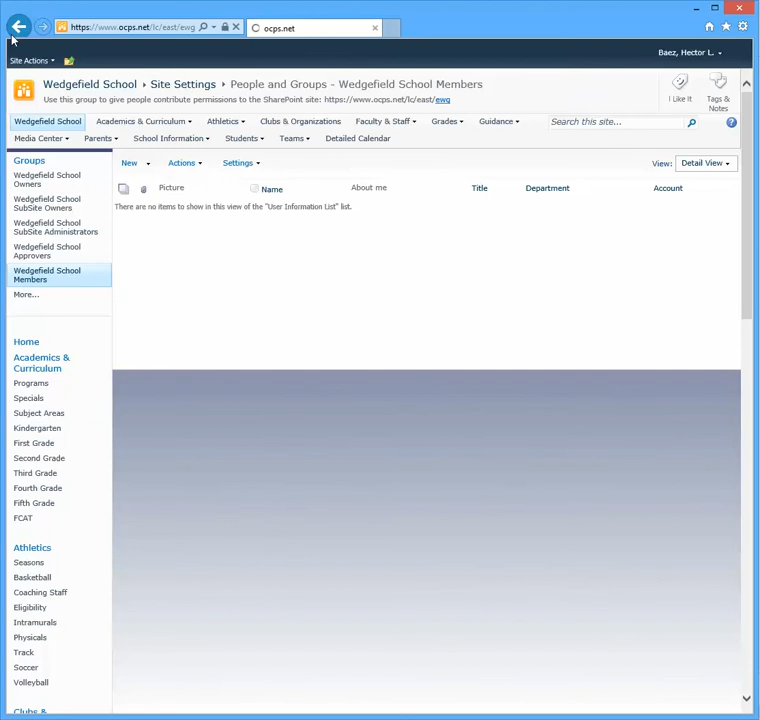 https://www.ocps.net/lc/east/ewg
ocps.net
Site Actions
Baez, Hector L.
Wedgefield School
Site Settings
People and Groups - Wedgefield School Members
Use this group to give people contribute permissions to the SharePoint site: https://www.ocps.net/lc/east/ewg
I Like It
Tags &
Notes
Wedgefield School
Academics & Curriculum
Athletics
Clubs & Organizations
Faculty & Staff
Grades
Guidance
Search this site...
Media Center
Parents
School Information
Students
Teams
Detailed Calendar
Groups
Wedgefield School
Owners
Wedgefield School
SubSite Owners
Wedgefield School
SubSite Administrators
Wedgefield School
Approvers
Wedgefield School
Members
More...
New
Actions
Settings
View:
Detail View
Picture
Name
About me
Title
Department
Account
There are no items to show in this view of the "User Information List" list.
Home
Academics &
Curriculum
Programs
Specials
Subject Areas
Kindergarten
First Grade
Second Grade
Third Grade
Fourth Grade
Fifth Grade
FCAT
Athletics
Seasons
Basketball
Coaching Staff
Eligibility
Intramurals
Physicals
Track
Soccer
Volleyball
Clubs &